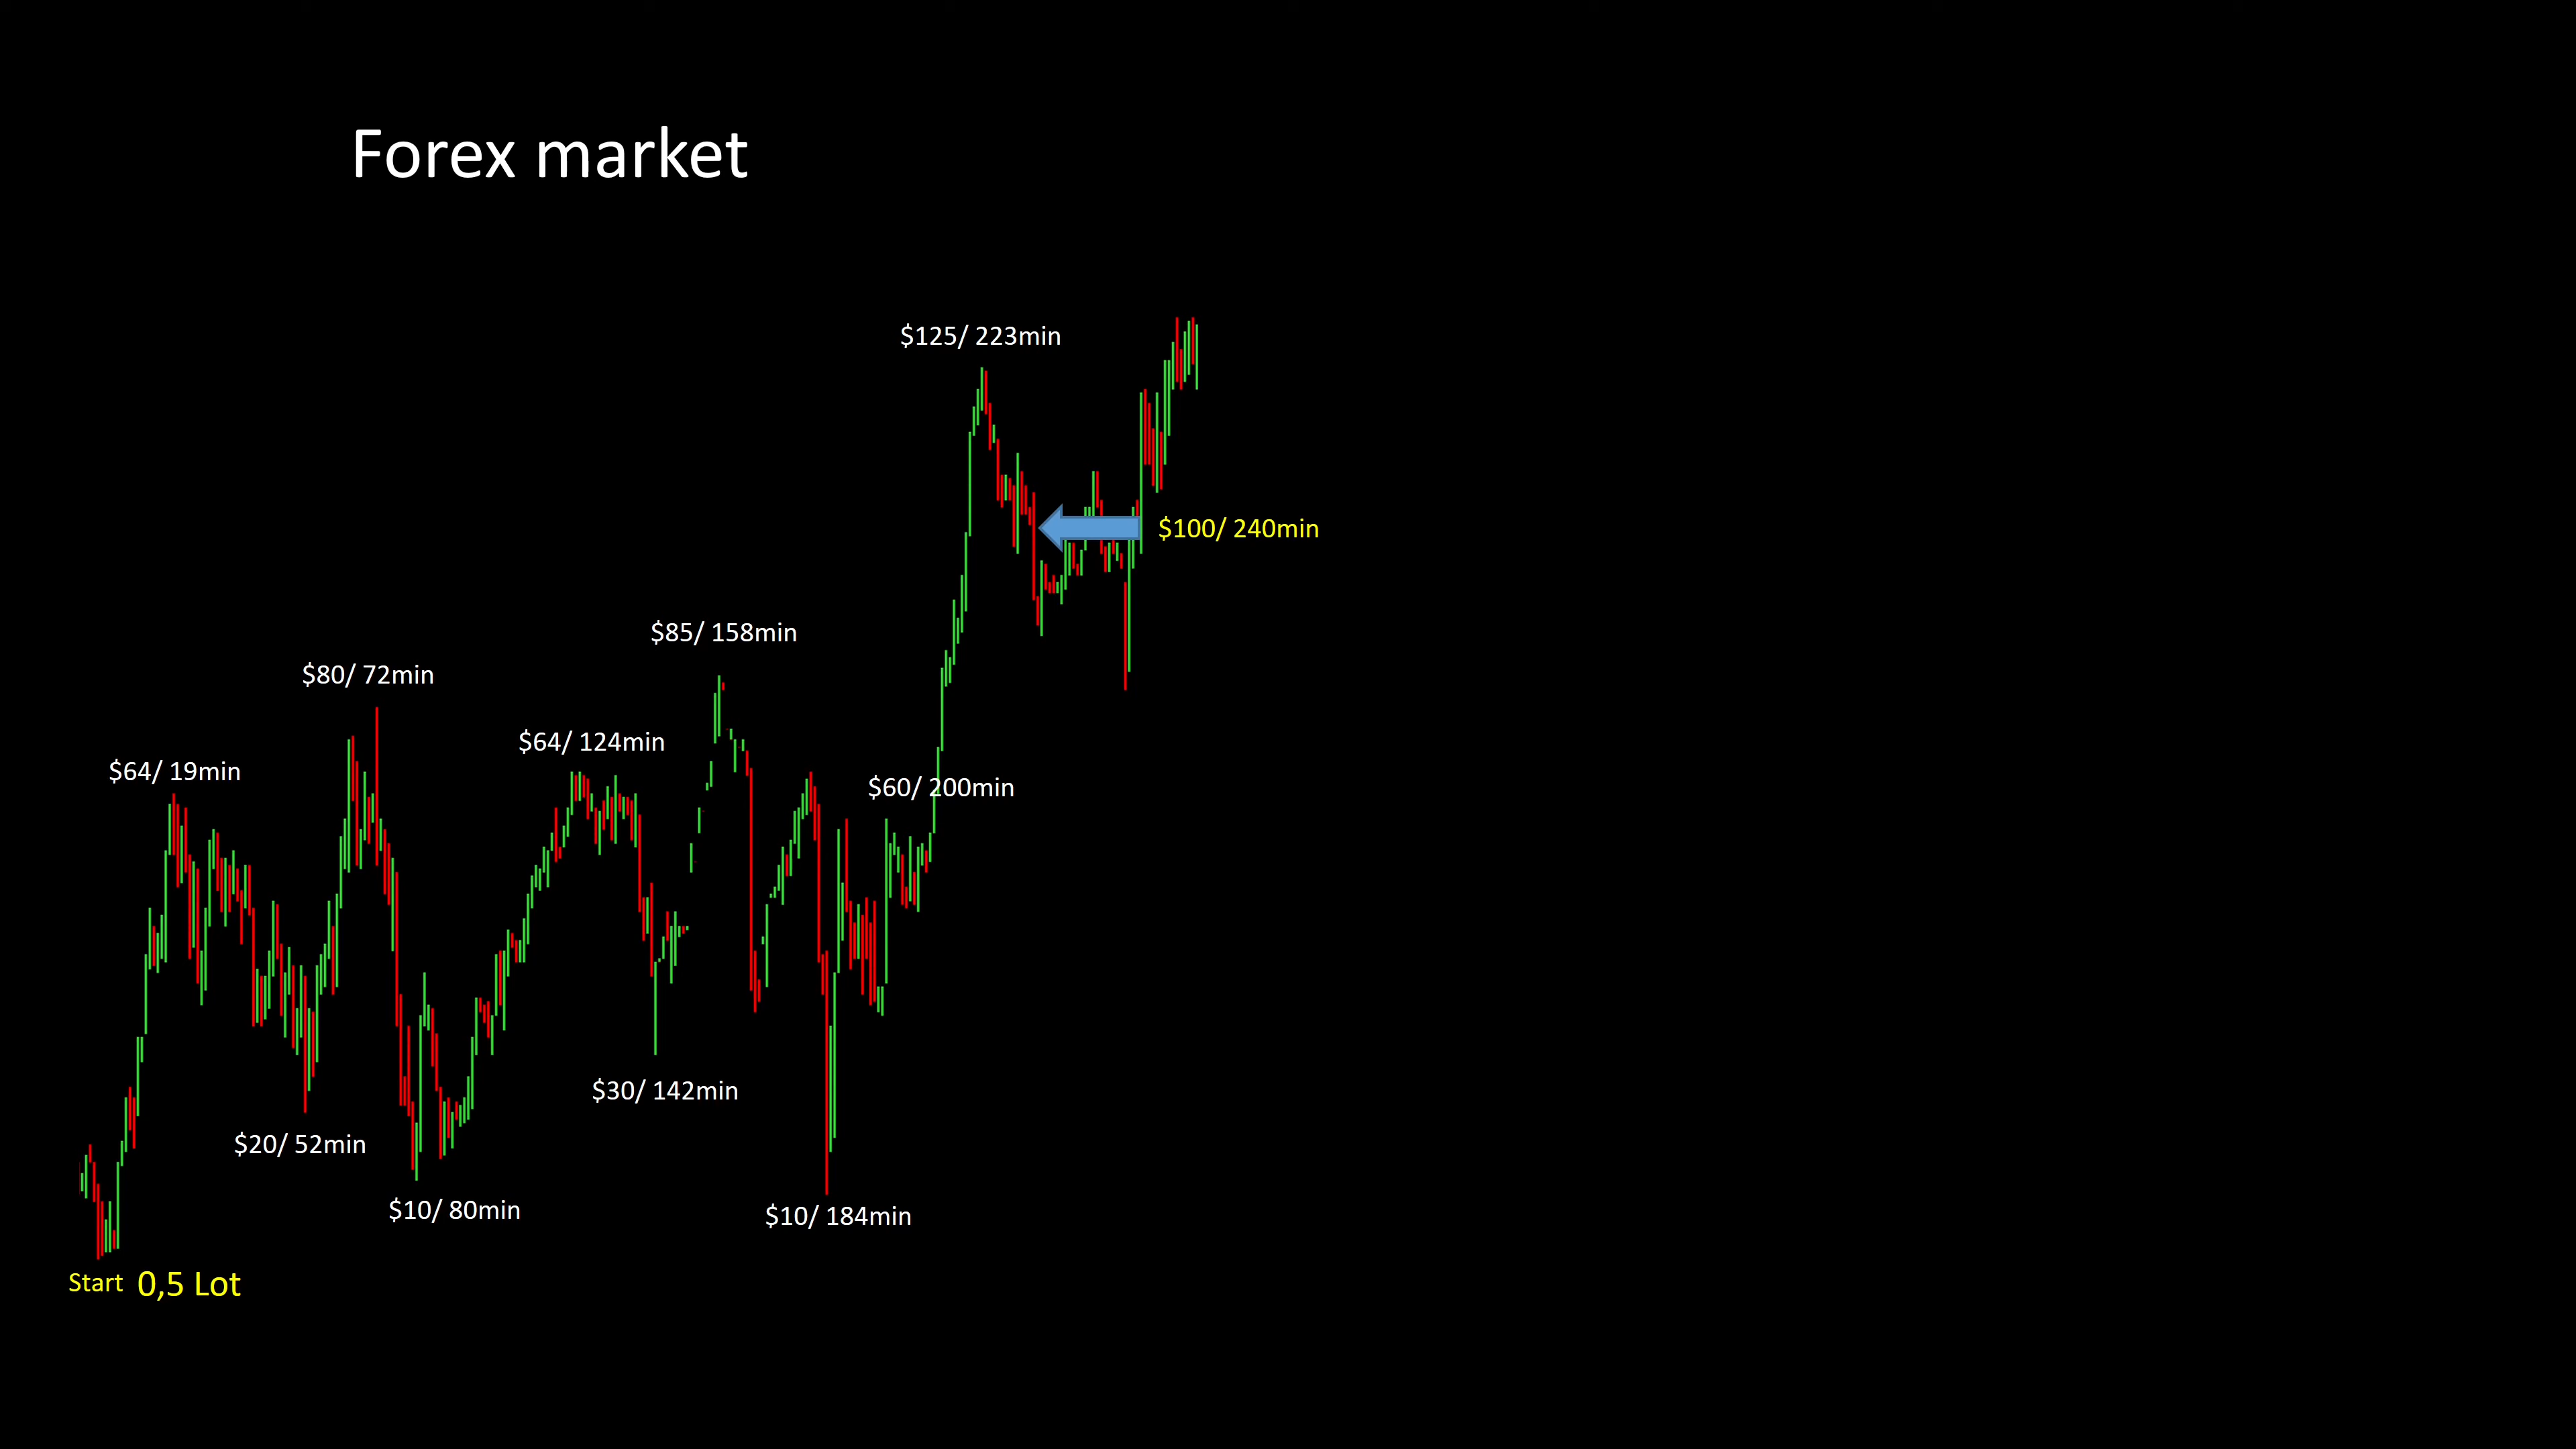 Forex market
$125/ 223min
$100/ 240min
$85/ 158min
$80/ 72min
$64/ 124min
$64/ 19min
$60/ 200min
$30/ 142min
$20/ 52min
$10/ 80min
$10/ 184min
Start 0,5 Lot